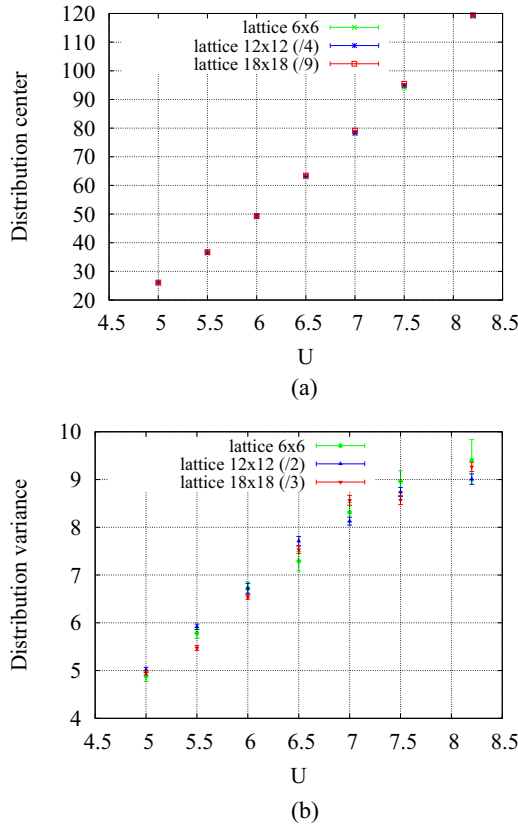 120
110
100
90
80
70
60
50
40
30
20
Distribution center
lattice 6x6
lattice 12x12 (/4)
lattice 18x18 (/9)
4.5 5 5.5 6 6.5 7 7.5 8 8.5
U
(a)
10
9
8
7
6
5
4
Distribution variance
lattice 6x6
lattice 12x12 (/2)
lattice 18x18 (/3)
4.5 5 5.5 6 6.5 7 7.5 8 8.5
U
(b)